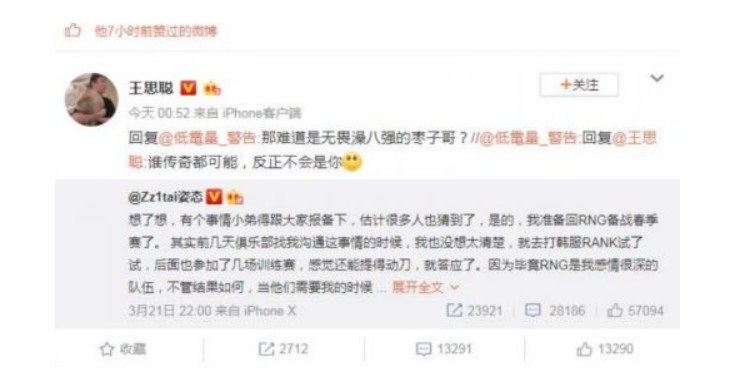 他7小时前赞过的微博
王思聪
+关注
今天 00:52 来自 iPhone客户端
回复@低電量_警告:那难道是无畏澡八强的枣子哥？//@低電量_警告:回复@王思
聪:谁传奇都可能，反正不会是你
@Zz1tai姿态
想了想，有个事情小弟得跟大家报备下，估计很多人也猜到了，是的，我准备回RNG备战春季
赛了。 其实前几天俱乐部找我沟通这事情的时候，我也没想太清楚，就去打韩服RANK试了
试，后面也参加了几场训练赛，感觉还能提得动刀，就答应了。因为毕竟RNG是我感情很深的
队伍，不管结果如何，当他们需要我的时候 ... 展开全文
3月21日 22:00 来自 iPhone X
23921
28186
57094
收藏
2712
13291
13290